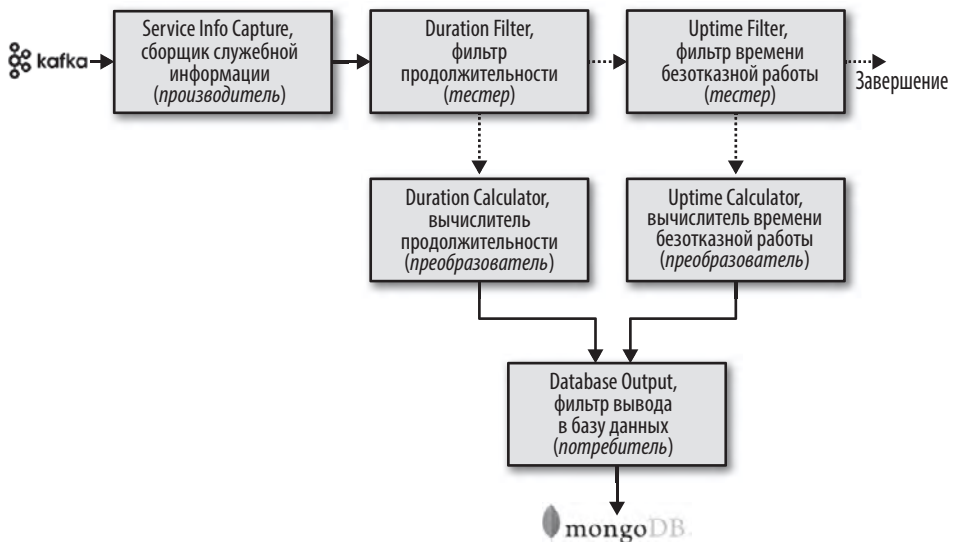 kafka
Service Info Capture,
сборщик служебной
информации
(производитель)
Duration Filter,
фильтр
продолжительности
(тестер)
Uptime Filter,
фильтр времени
безотказной работы
(тестер)
Завершение
Duration Calculator,
вычислитель
продолжительности
(преобразователь)
Uptime Calculator,
вычислитель времени
безотказной работы
(преобразователь)
Database Output,
фильтр вывода
в базу данных
(потребитель)
mongoDB